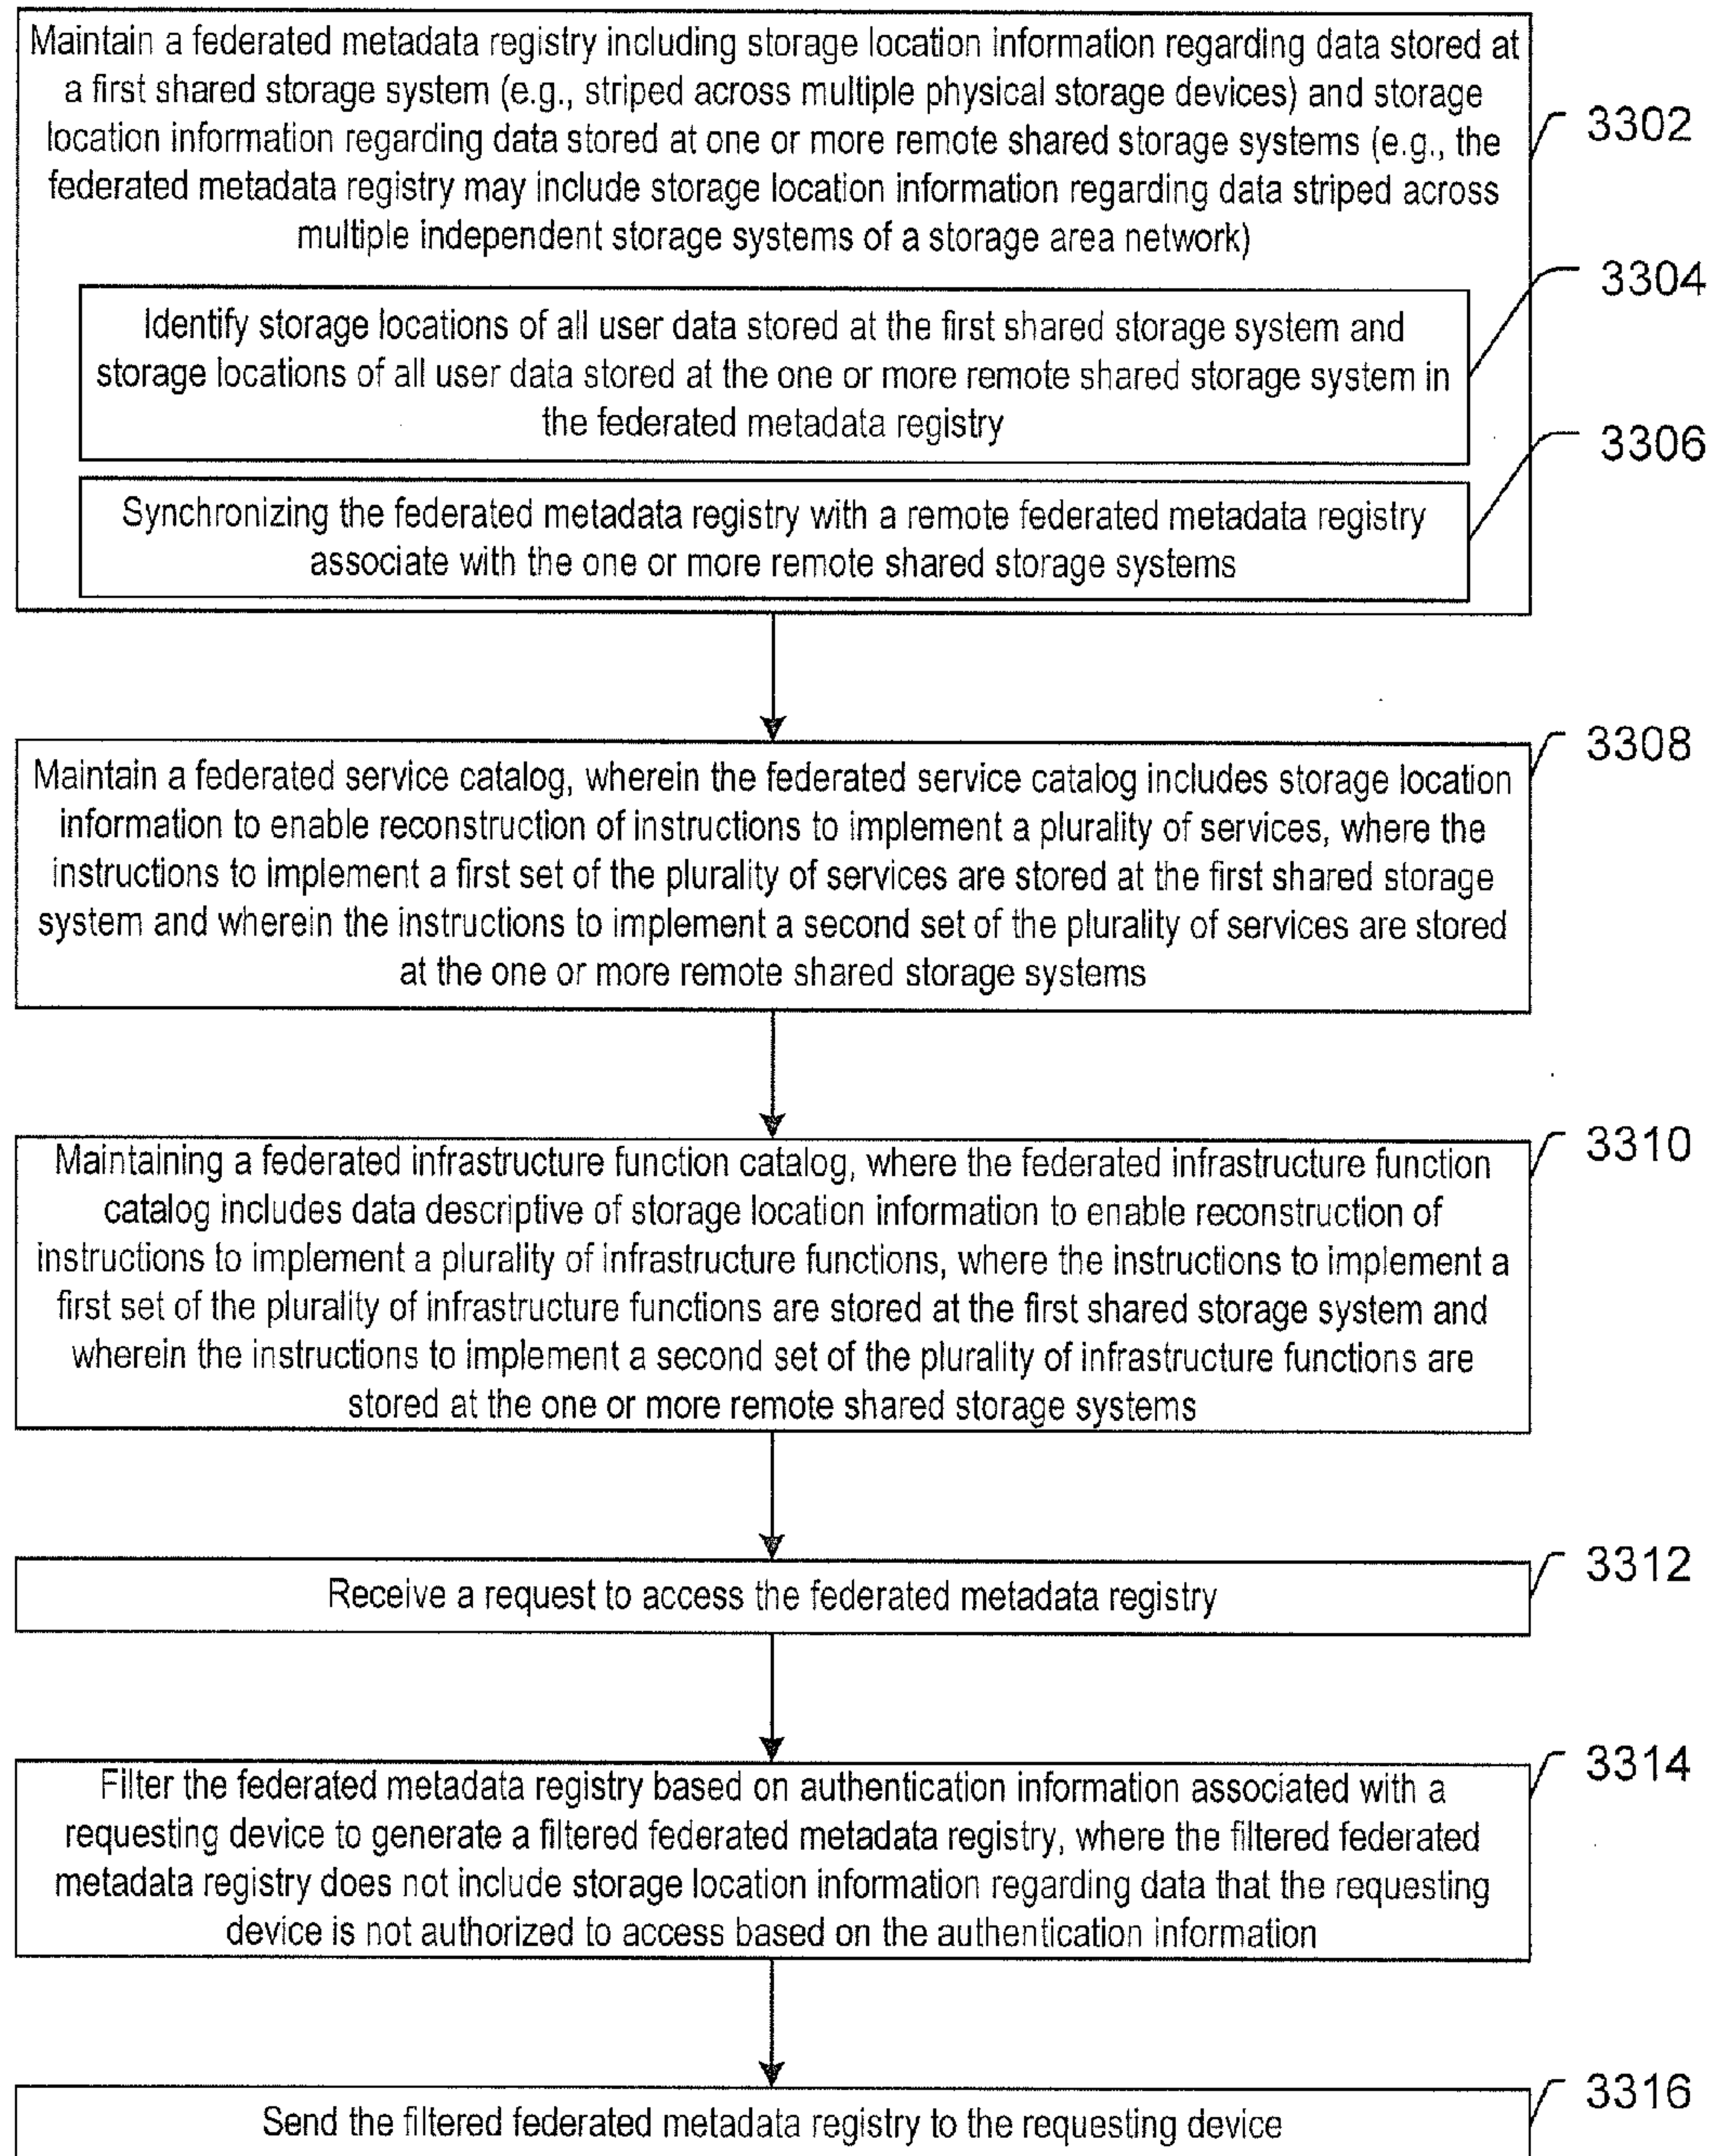 Maintain a federated metadata registry including storage location information regarding data stored at
a first shared storage system (e.g., striped across multiple physical storage devices) and storage
location information regarding data stored at one or more remote shared storage systems (e.g., the
federated metadata registry may include storage location information regarding data striped across
multiple independent storage systems of a storage area network)
3302
Identify storage locations of all user data stored at the first shared storage system and
storage locations of all user data stored at the one or more remote shared storage system in
the federated metadata registry
3304
Synchronizing the federated metadata registry with a remote federated metadata registry
associate with the one or more remote shared storage systems
3306
Maintain a federated service catalog, wherein the federated service catalog includes storage location
information to enable reconstruction of instructions to implement a plurality of services, where the
instructions to implement a first set of the plurality of services are stored at the first shared storage
system and wherein the instructions to implement a second set of the plurality of services are stored
at the one or more remote shared storage systems
3308
Maintaining a federated infrastructure function catalog, where the federated infrastructure function
catalog includes data descriptive of storage location information to enable reconstruction of
instructions to implement a plurality of infrastructure functions, where the instructions to implement a
first set of the plurality of infrastructure functions are stored at the first shared storage system and
wherein the instructions to implement a second set of the plurality of infrastructure functions are
stored at the one or more remote shared storage systems
3310
Receive a request to access the federated metadata registry
3312
Filter the federated metadata registry based on authentication information associated with a
requesting device to generate a filtered federated metadata registry, where the filtered federated
metadata registry does not include storage location information regarding data that the requesting
device is not authorized to access based on the authentication information
3314
Send the filtered federated metadata registry to the requesting device
3316